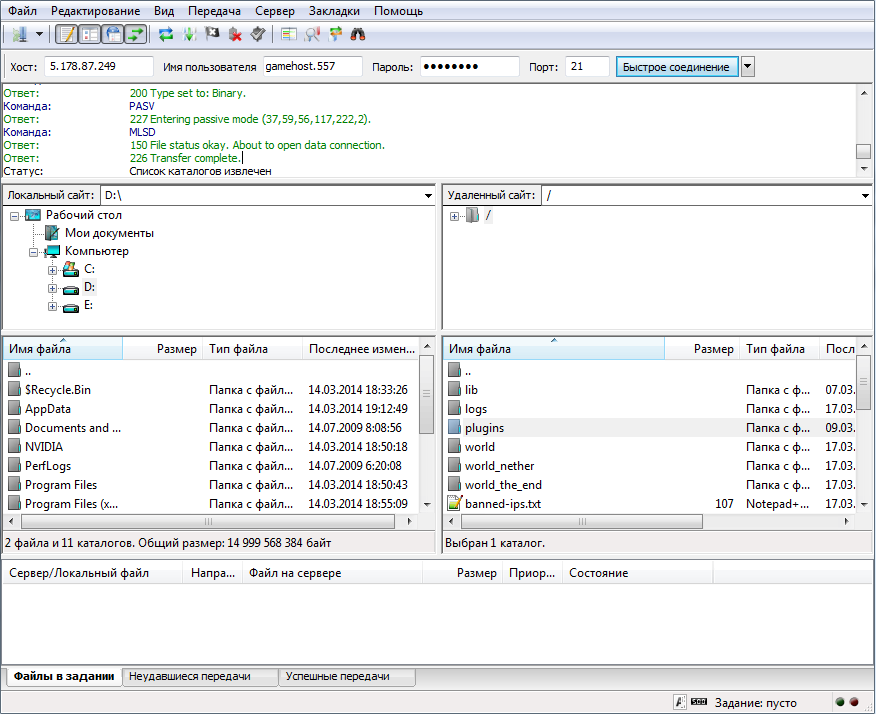 Файл Редактирование Вид Передача Сервер Закладки Помощь
Хост: 5.178.87.249 Имя пользователя gamehost.557 Пароль: ●●●●●●●● Порт: 21 Быстрое соединение
Ответ: 200 Type set to: Binary.
Команда: PASV
Ответ: 227 Entering passive mode (37,59,56,117,222,2).
Команда: MLSD
Ответ: 150 File status okay. About to open data connection.
Ответ: 226 Transfer complete.
Статус: Список каталогов извлечен
Локальный сайт: D:\
Рабочий стол
Мои документы
Компьютер
C:
D:
E:
Удаленный сайт: /
/
Имя файла Размер Тип файла Последнее измен...
..
$Recycle.Bin Папка с файл... 14.03.2014 18:33:26
AppData Папка с файл... 14.03.2014 19:12:49
Documents and ... Папка с файл... 14.07.2009 8:08:56
NVIDIA Папка с файл... 14.03.2014 18:50:18
PerfLogs Папка с файл... 14.07.2009 6:20:08
Program Files Папка с файл... 14.03.2014 18:50:43
Program Files (x... Папка с файл... 14.03.2014 18:55:09
2 файла и 11 каталогов. Общий размер: 14 999 568 384 байт
Имя файла Размер Тип файла Посл
..
lib Папка с ф... 07.03.
logs Папка с ф... 17.03.
plugins Папка с ф... 09.03.
world Папка с ф... 17.03.
world_nether Папка с ф... 17.03.
world_the_end Папка с ф... 17.03.
banned-ips.txt 107 Notepad+... 17.03.
Выбран 1 каталог.
Сервер/Локальный файл Напра... Файл на сервере Размер Приор... Состояние
Файлы в задании Неудавшиеся передачи Успешные передачи
Задание: пусто